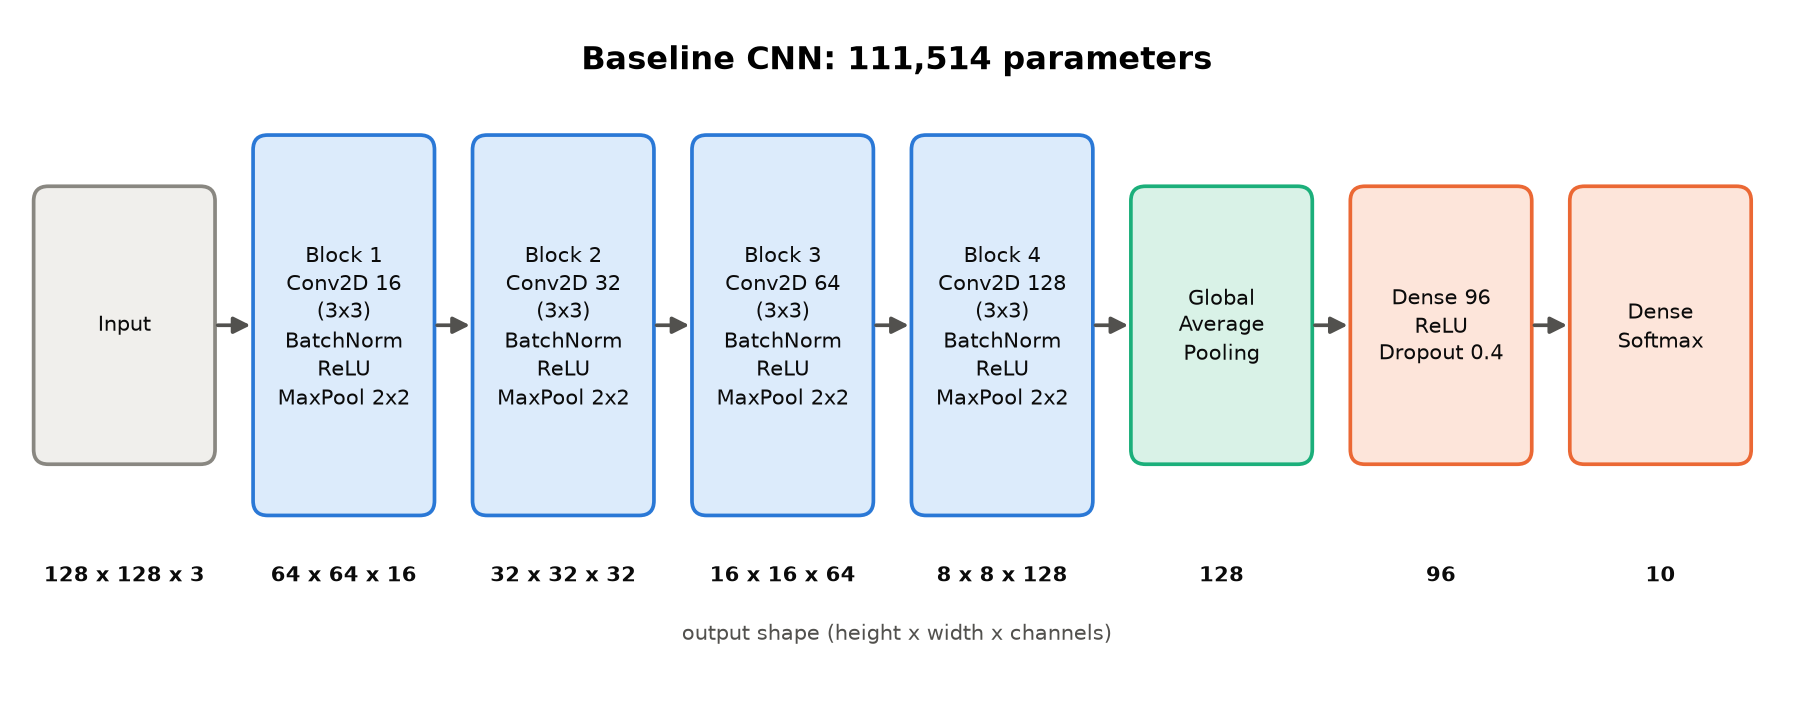 Baseline CNN: 111,514 parameters
Input
Block 1
Conv2D 16
(3x3)
BatchNorm
ReLU
MaxPool 2x2
Block 2
Conv2D 32
(3x3)
BatchNorm
ReLU
MaxPool 2x2
Block 3
Conv2D 64
(3x3)
BatchNorm
ReLU
MaxPool 2x2
Block 4
Conv2D 128
(3x3)
BatchNorm
ReLU
MaxPool 2x2
Global
Average
Pooling
Dense 96
ReLU
Dropout 0.4
Dense
Softmax
128 x 128 x 3
64 x 64 x 16
32 x 32 x 32
16 x 16 x 64
8 x 8 x 128
128
96
10
output shape (height x width x channels)